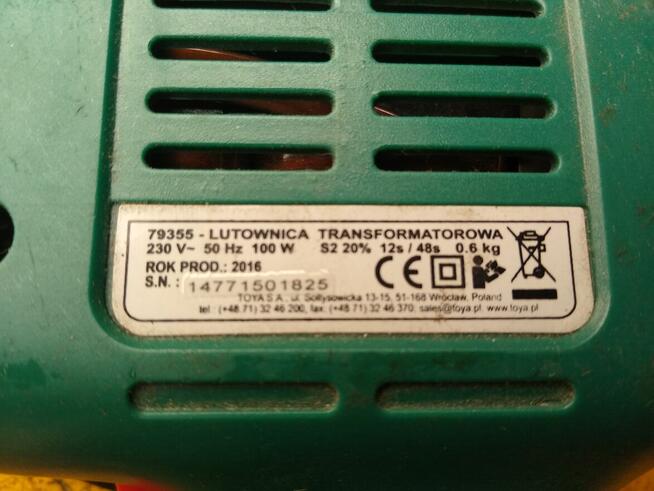 79355 - LUTOWNICA TRANSFORMATOROWA
230 V~ 50 Hz 100 W S2 20% 12s / 48s 0.6 kg
ROK PROD.: 2016
S.N.: 14771501825
CE
TOYA S.A., ul. Sołtysowicka 13-15, 51-168 Wrocław, Poland
tel.: (+48 71) 32 46 200, fax: (+48 71) 32 46 370; sales@toya.pl; www.toya.pl